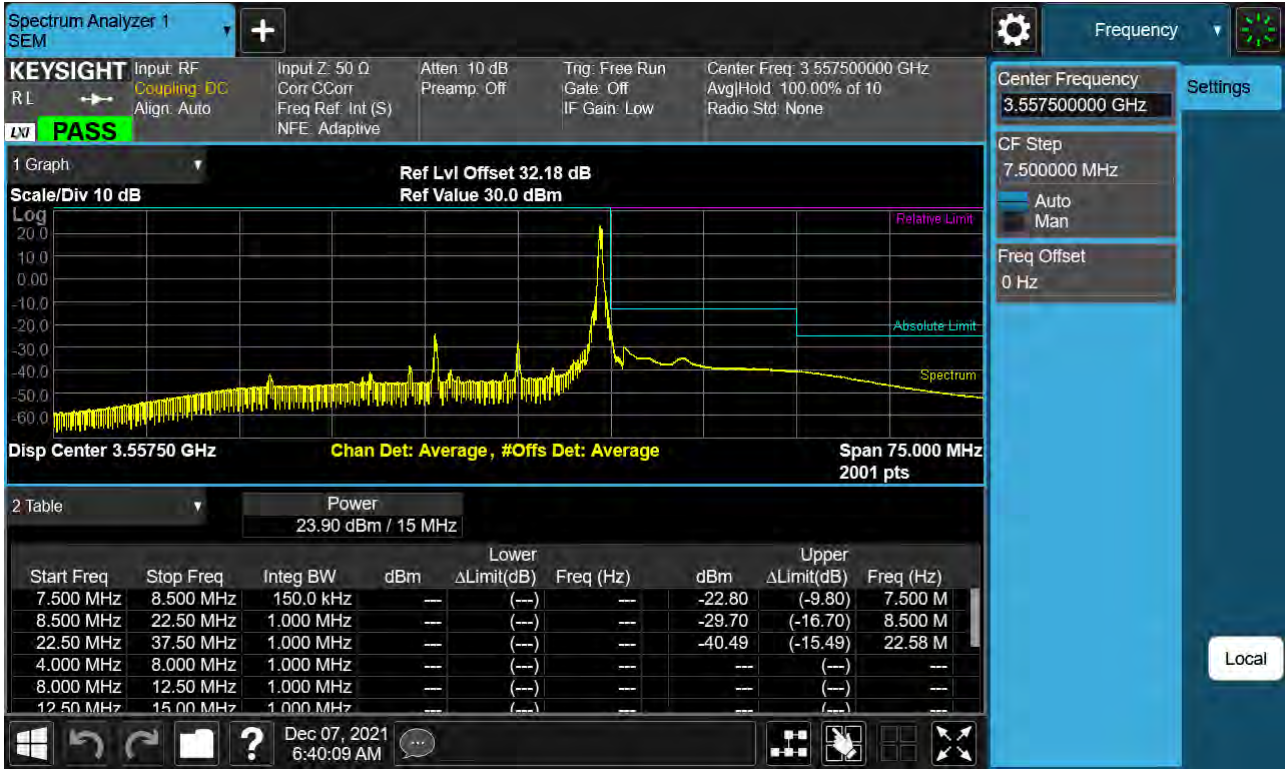 Spectrum Analyzer 1
SEM
Frequency
KEYSIGHT
RL
LXI
PASS
Input: RF
Coupling: DC
Align: Auto
Input Z: 50 Ω
Corr CCorr
Freq Ref: Int (S)
NFE: Adaptive
Atten: 10 dB
Preamp: Off
Trig: Free Run
Gate: Off
IF Gain: Low
Center Freq: 3.557500000 GHz
Avg|Hold: 100.00% of 10
Radio Std: None
Center Frequency
3.557500000 GHz
Settings
CF Step
7.500000 MHz
Auto
Man
Freq Offset
0 Hz
Local
1 Graph
Scale/Div 10 dB
Ref Lvl Offset 32.18 dB
Ref Value 30.0 dBm
Log
20.0
10.0
0.00
-10.0
-20.0
-30.0
-40.0
-50.0
-60.0
Relative Limit
Absolute Limit
Spectrum
Disp Center 3.55750 GHz
Chan Det: Average , #Offs Det: Average
Span 75.000 MHz
2001 pts
2 Table
Power
23.90 dBm / 15 MHz
Lower Upper
Start Freq Stop Freq Integ BW dBm ΔLimit(dB) Freq (Hz) dBm ΔLimit(dB) Freq (Hz)
7.500 MHz 8.500 MHz 150.0 kHz --- (---) --- -22.80 (-9.80) 7.500 M
8.500 MHz 22.50 MHz 1.000 MHz --- (---) --- -29.70 (-16.70) 8.500 M
22.50 MHz 37.50 MHz 1.000 MHz --- (---) --- -40.49 (-15.49) 22.58 M
4.000 MHz 8.000 MHz 1.000 MHz --- (---) --- --- (---) ---
8.000 MHz 12.50 MHz 1.000 MHz --- (---) --- --- (---) ---
12.50 MHz 15.00 MHz 1.000 MHz --- (---) --- --- (---) ---
Dec 07, 2021
6:40:09 AM